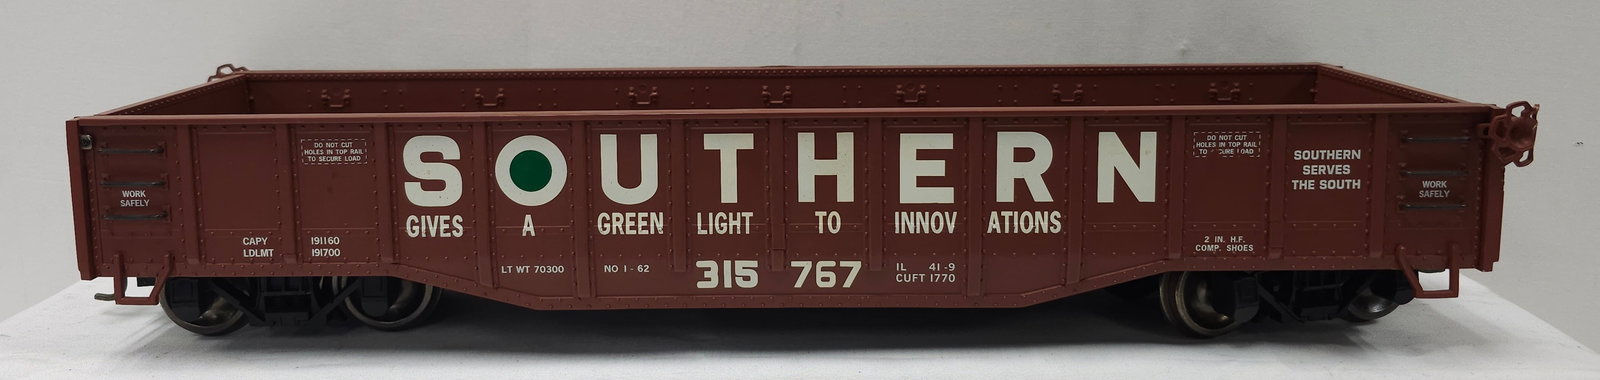 DO NOT CUT
HOLES IN TOP RAIL
TO SECURE LOAD
WORK
SAFELY
SOUTHERN
GIVES A GREEN LIGHT TO INNOVATIONS
CAPY 191160
LDLMT 191700
LT WT 70300 NO 1-62
315 767
IL 41-9
CUFT 1770
DO NOT CUT
HOLES IN TOP RAIL
TO SECURE LOAD
2 IN. H.F.
COMP. SHOES
SOUTHERN
SERVES
THE SOUTH
WORK
SAFELY